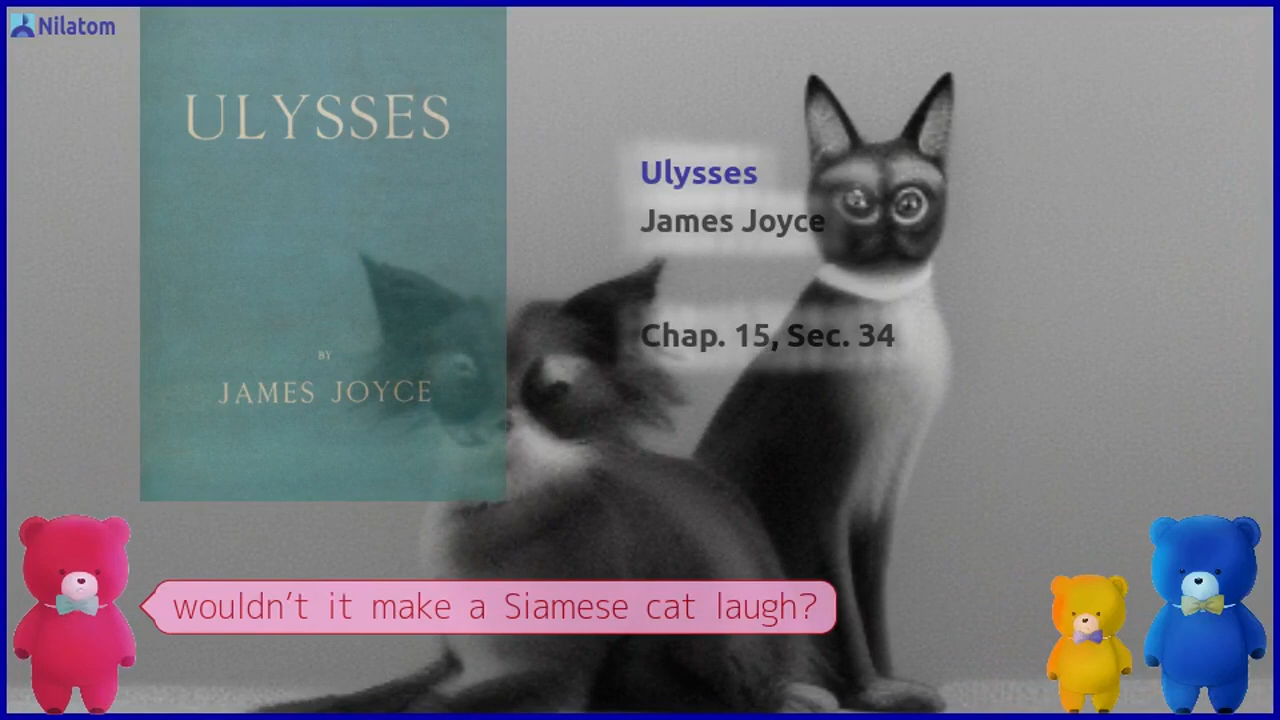 Nilatom
ULYSSES
BY
JAMES JOYCE
Ulysses
James Joyce
Chap. 15, Sec. 34
wouldn't it make a Siamese cat laugh?